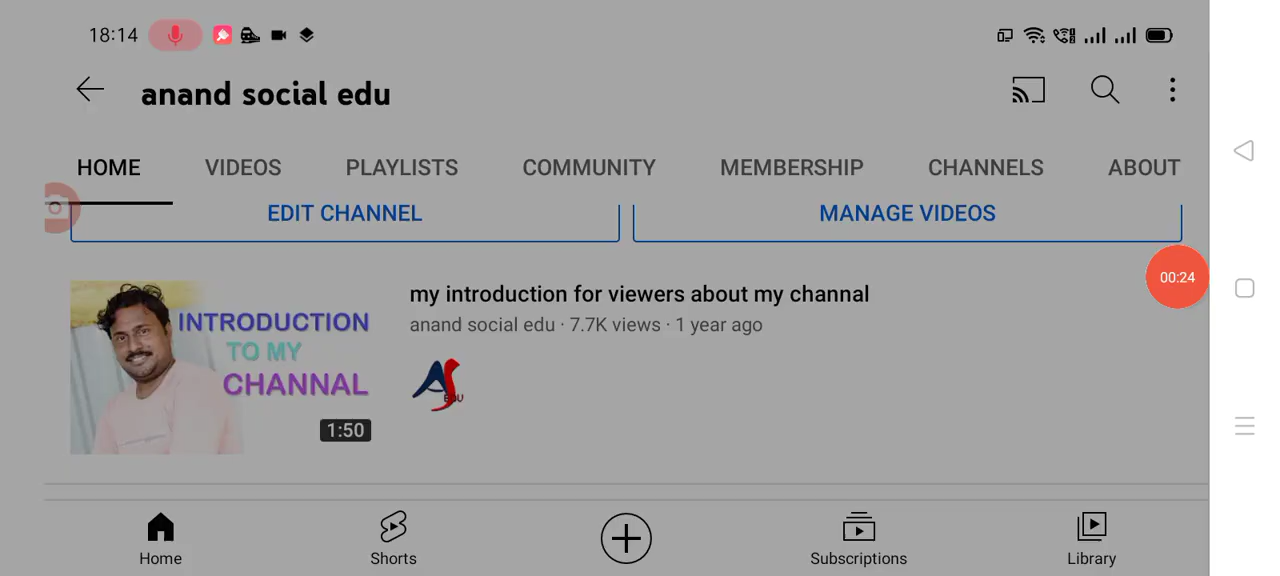 18:14
anand social edu
HOME VIDEOS PLAYLISTS COMMUNITY MEMBERSHIP CHANNELS ABOUT
EDIT CHANNEL MANAGE VIDEOS
00:24
my introduction for viewers about my channal
anand social edu · 7.7K views · 1 year ago
INTRODUCTION
TO MY
CHANNAL
1:50
AS
EDU
Home Shorts Subscriptions Library